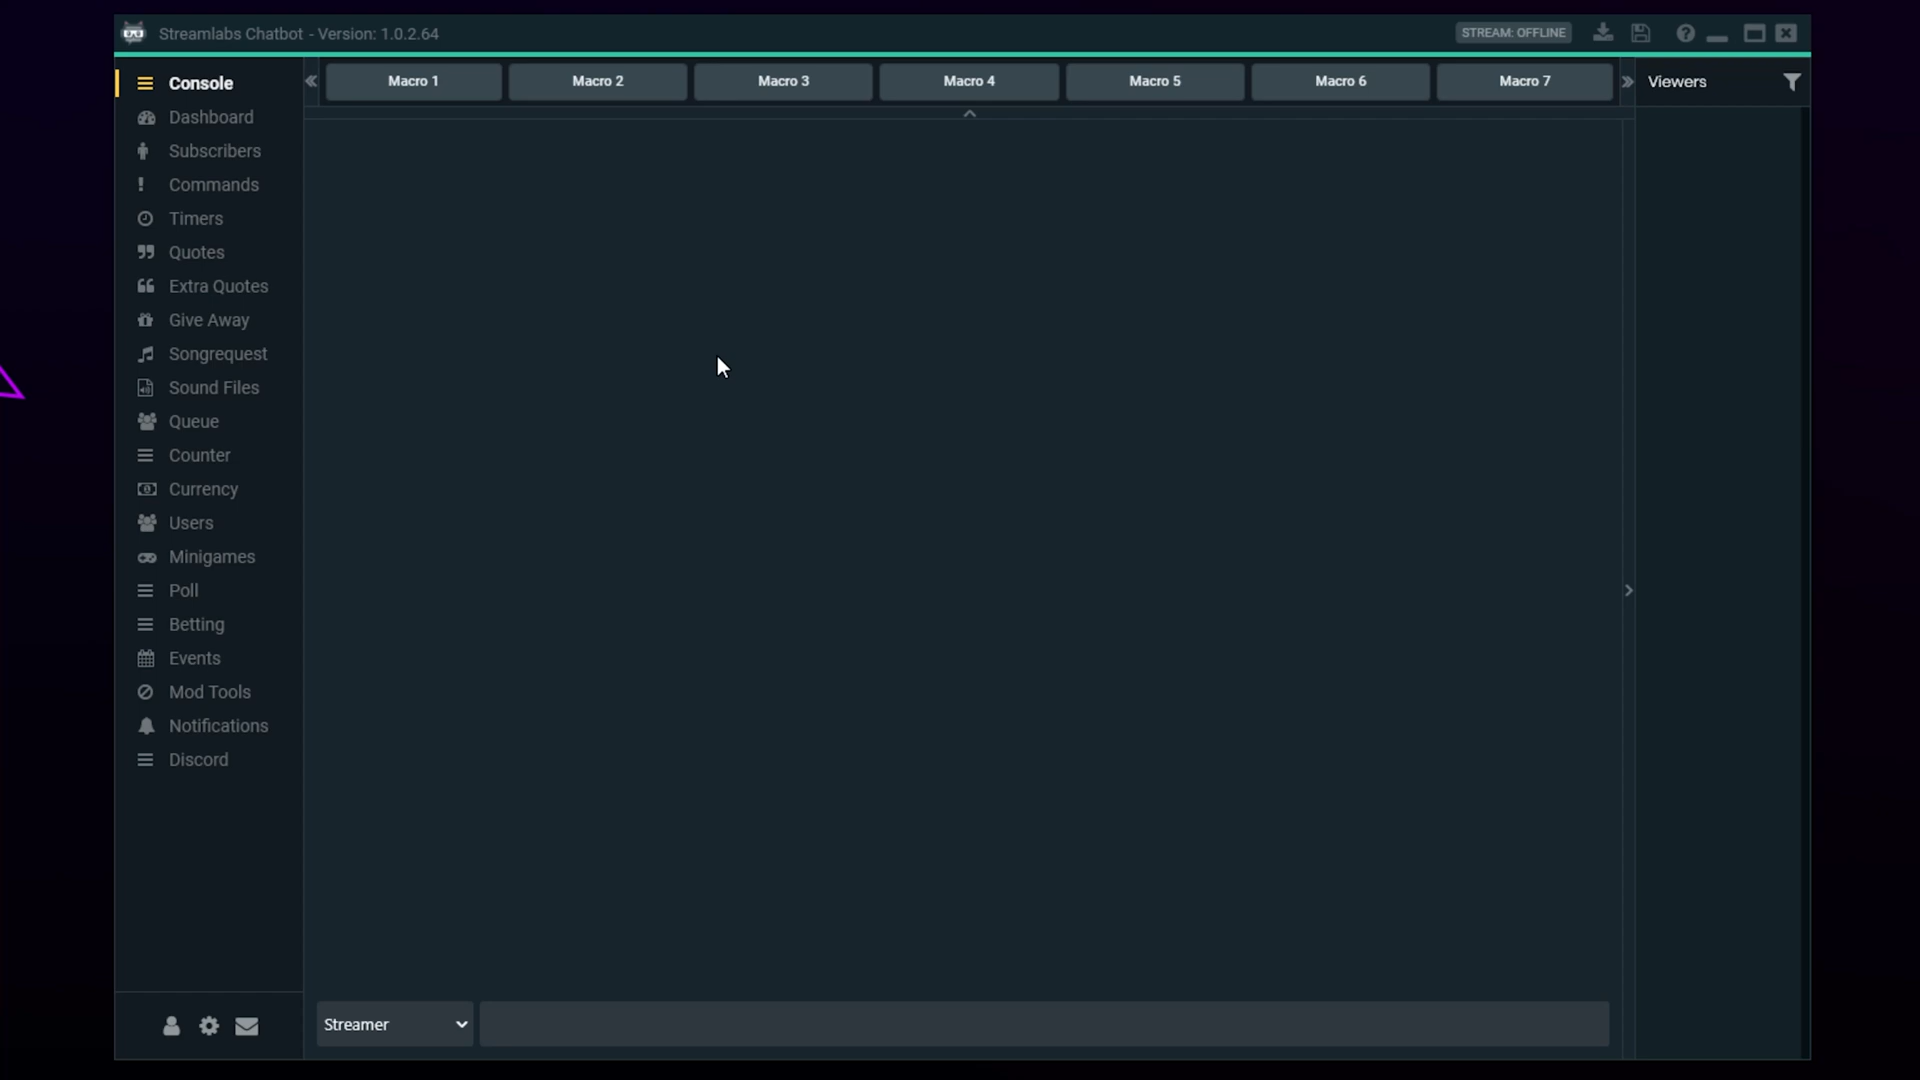 Streamlabs Chatbot - Version: 1.0.2.64
STREAM: OFFLINE
Console
Dashboard
Subscribers
Commands
Timers
Quotes
Extra Quotes
Give Away
Songrequest
Sound Files
Queue
Counter
Currency
Users
Minigames
Poll
Betting
Events
Mod Tools
Notifications
Discord
Macro 1
Macro 2
Macro 3
Macro 4
Macro 5
Macro 6
Macro 7
Viewers
Streamer